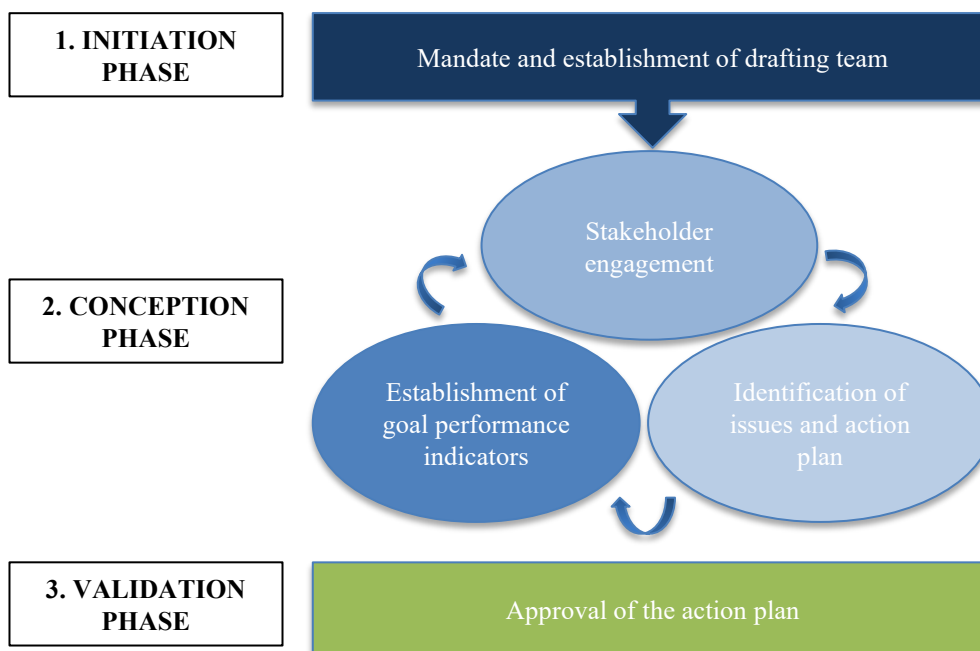 1. INITIATION
PHASE
Mandate and establishment of drafting team
Stakeholder
engagement
2. CONCEPTION
PHASE
Establishment of
goal performance
indicators
Identification of
issues and action
plan
3. VALIDATION
PHASE
Approval of the action plan